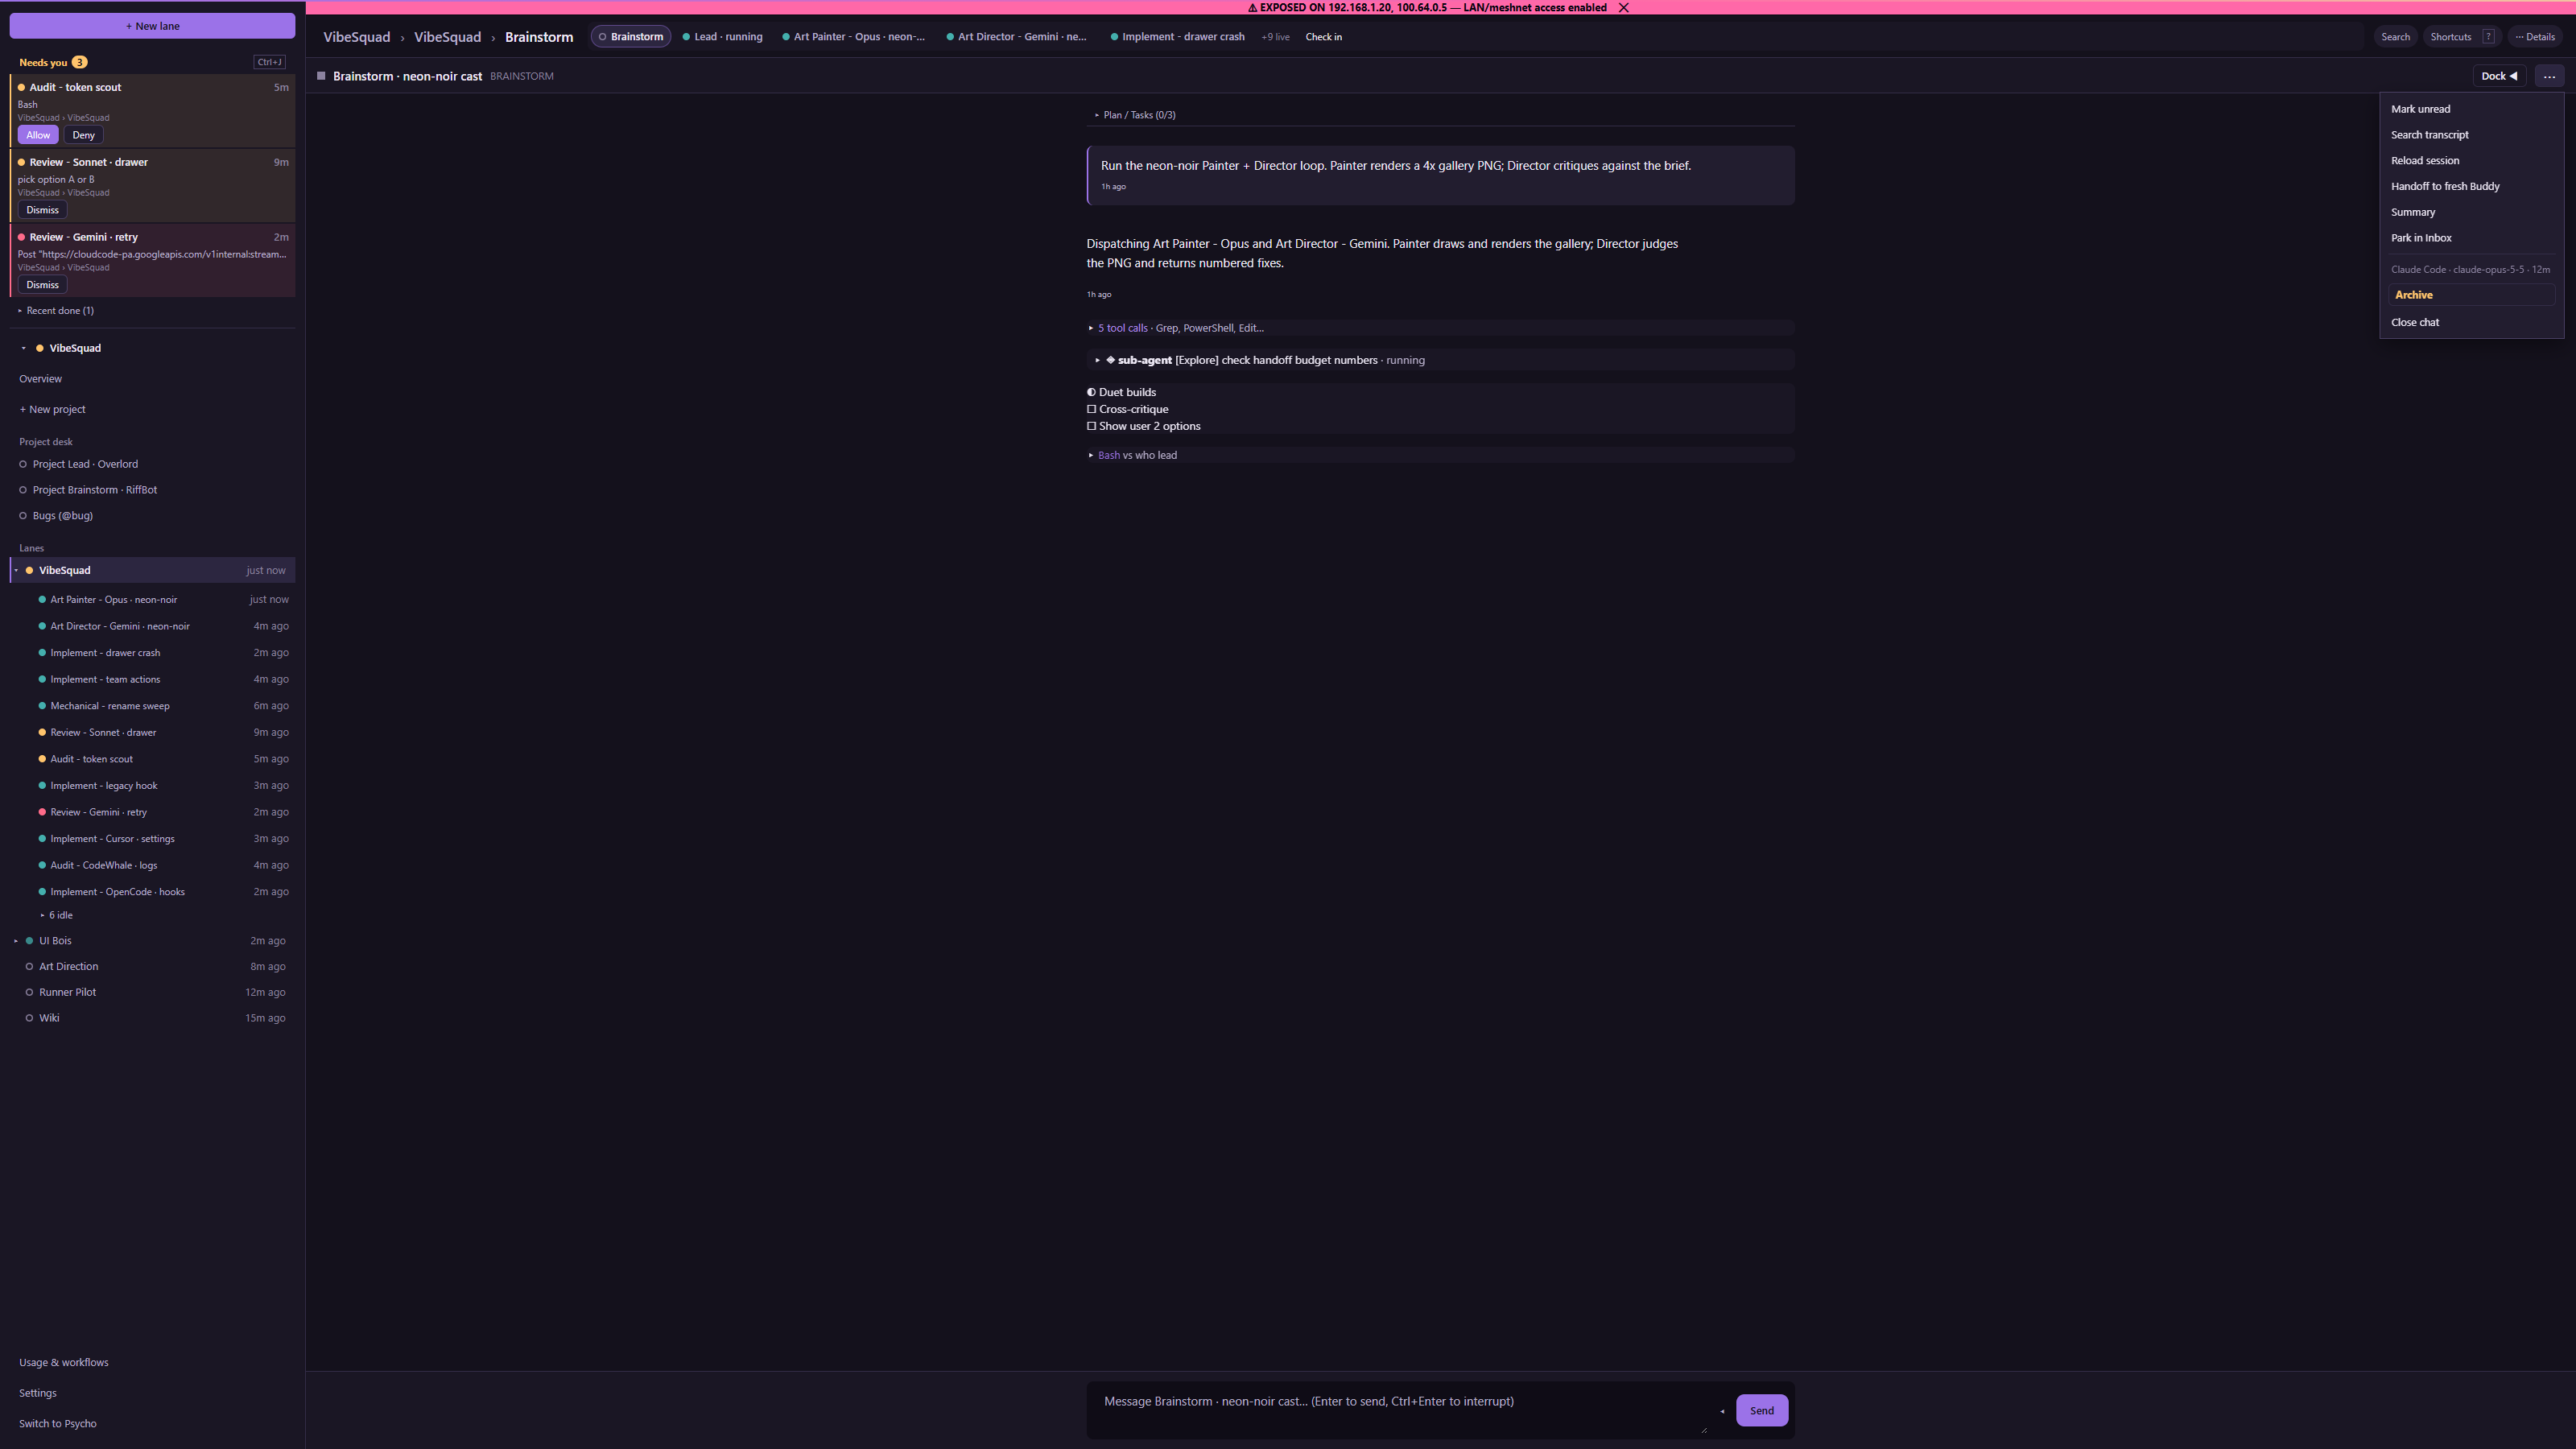 ⚠ EXPOSED ON 192.168.1.20, 100.64.0.5 — LAN/meshnet access enabled
+ New lane
Needs you 3 Ctrl+J
Audit - token scout 5m
Bash
VibeSquad › VibeSquad
Allow Deny
Review - Sonnet · drawer 9m
pick option A or B
VibeSquad › VibeSquad
Dismiss
Review - Gemini · retry 2m
Post "https://cloudcode-pa.googleapis.com/v1internal:stream...
VibeSquad › VibeSquad
Dismiss
Recent done (1)
VibeSquad
Overview
+ New project
Project desk
Project Lead · Overlord
Project Brainstorm · RiffBot
Bugs (@bug)
Lanes
VibeSquad just now
Art Painter - Opus · neon-noir just now
Art Director - Gemini · neon-noir 4m ago
Implement - drawer crash 2m ago
Implement - team actions 4m ago
Mechanical - rename sweep 6m ago
Review - Sonnet · drawer 9m ago
Audit - token scout 5m ago
Implement - legacy hook 3m ago
Review - Gemini · retry 2m ago
Implement - Cursor · settings 3m ago
Audit - CodeWhale · logs 4m ago
Implement - OpenCode · hooks 2m ago
6 idle
UI Bois 2m ago
Art Direction 8m ago
Runner Pilot 12m ago
Wiki 15m ago
Usage & workflows
Settings
Switch to Psycho
VibeSquad › VibeSquad › Brainstorm
Brainstorm
Lead · running
Art Painter - Opus · neon-...
Art Director - Gemini · ne...
Implement - drawer crash
+9 live
Check in
Search
Shortcuts ?
··· Details
Brainstorm · neon-noir cast BRAINSTORM
Dock ◀ ...
Mark unread
Search transcript
Reload session
Handoff to fresh Buddy
Summary
Park in Inbox
Claude Code · claude-opus-5-5 · 12m
Archive
Close chat
Plan / Tasks (0/3)
Run the neon-noir Painter + Director loop. Painter renders a 4x gallery PNG; Director critiques against the brief.
1h ago
Dispatching Art Painter - Opus and Art Director - Gemini. Painter draws and renders the gallery; Director judges
the PNG and returns numbered fixes.
1h ago
5 tool calls · Grep, PowerShell, Edit...
sub-agent [Explore] check handoff budget numbers · running
◐ Duet builds
☐ Cross-critique
☐ Show user 2 options
Bash vs who lead
Message Brainstorm · neon-noir cast... (Enter to send, Ctrl+Enter to interrupt)
Send